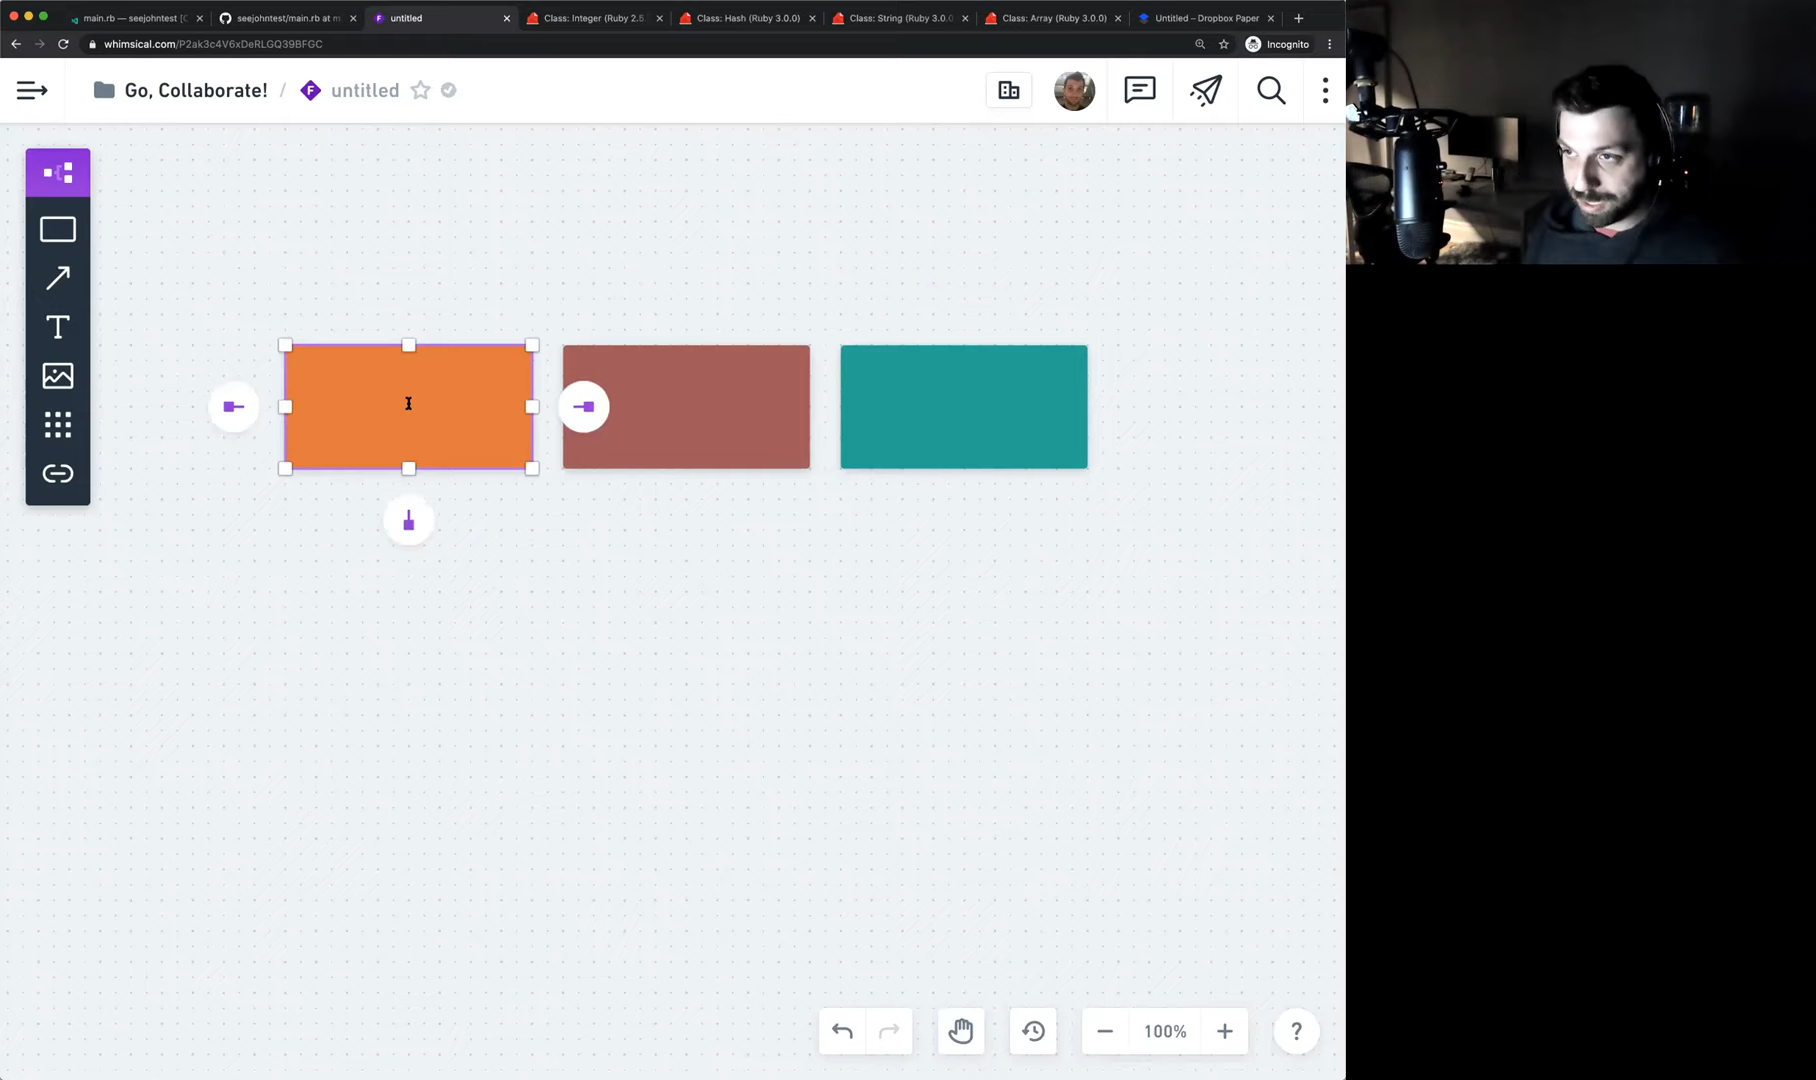 main.rb — seejohntest [C
seejohntest/main.rb at m
untitled
Class: Integer (Ruby 2.5.
Class: Hash (Ruby 3.0.0)
Class: String (Ruby 3.0.0
Class: Array (Ruby 3.0.0)
Untitled – Dropbox Paper
whimsical.com/P2ak3c4V6xDeRLGQ39BFGC
Incognito
Go, Collaborate! / F untitled
T
100%
?